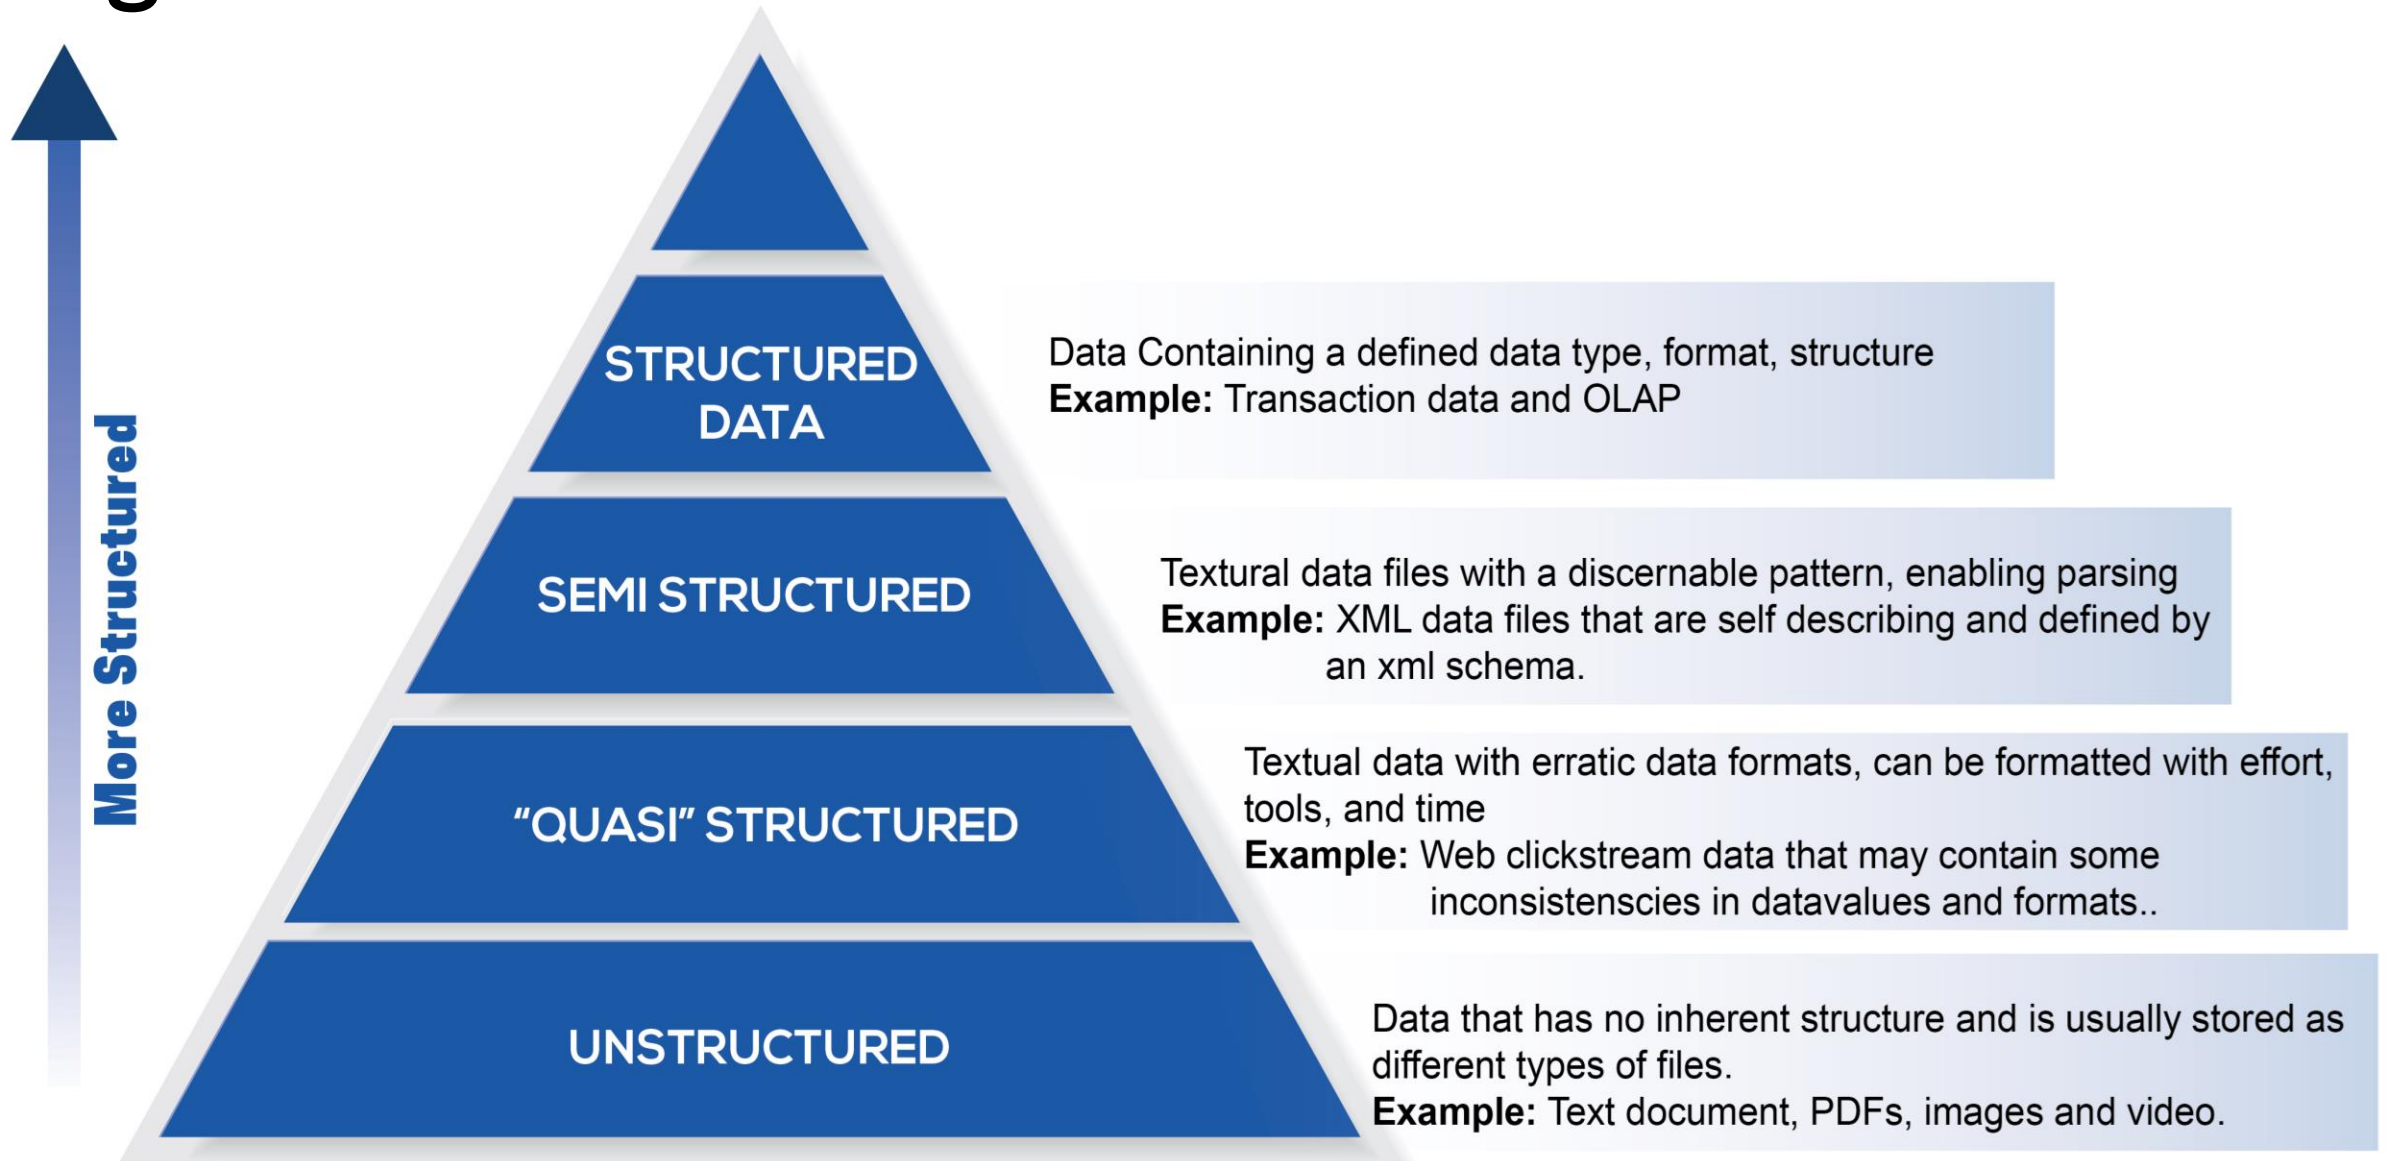 More Structured
STRUCTURED
DATA
Data Containing a defined data type, format, structure
Example: Transaction data and OLAP
SEMI STRUCTURED
Textural data files with a discernable pattern, enabling parsing
Example: XML data files that are self describing and defined by
an xml schema.
“QUASI” STRUCTURED
Textual data with erratic data formats, can be formatted with effort,
tools, and time
Example: Web clickstream data that may contain some
inconsistenscies in datavalues and formats..
UNSTRUCTURED
Data that has no inherent structure and is usually stored as
different types of files.
Example: Text document, PDFs, images and video.